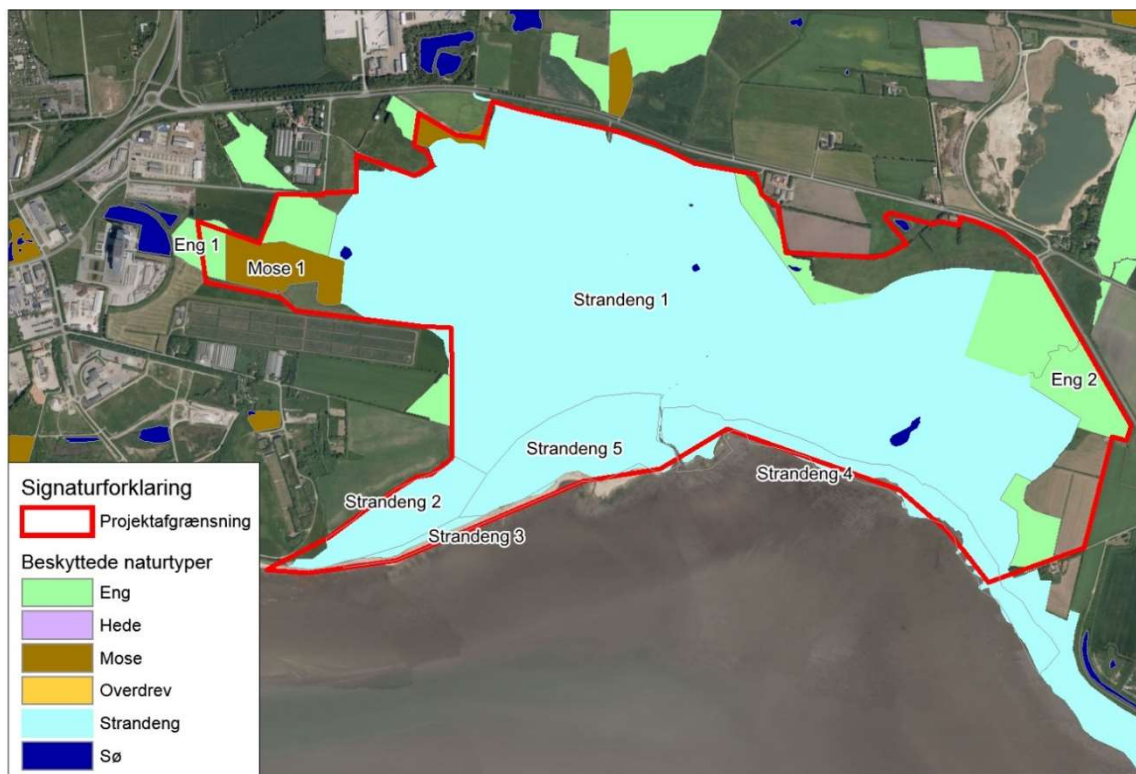 Eng 1
Mose 1
Strandeng 1
Eng 2
Strandeng 5
Strandeng 4
Strandeng 2
Strandeng 3
Signaturforklaring
Projektafgrænsning
Beskyttede naturtyper
Eng
Hede
Mose
Overdrev
Strandeng
Sø